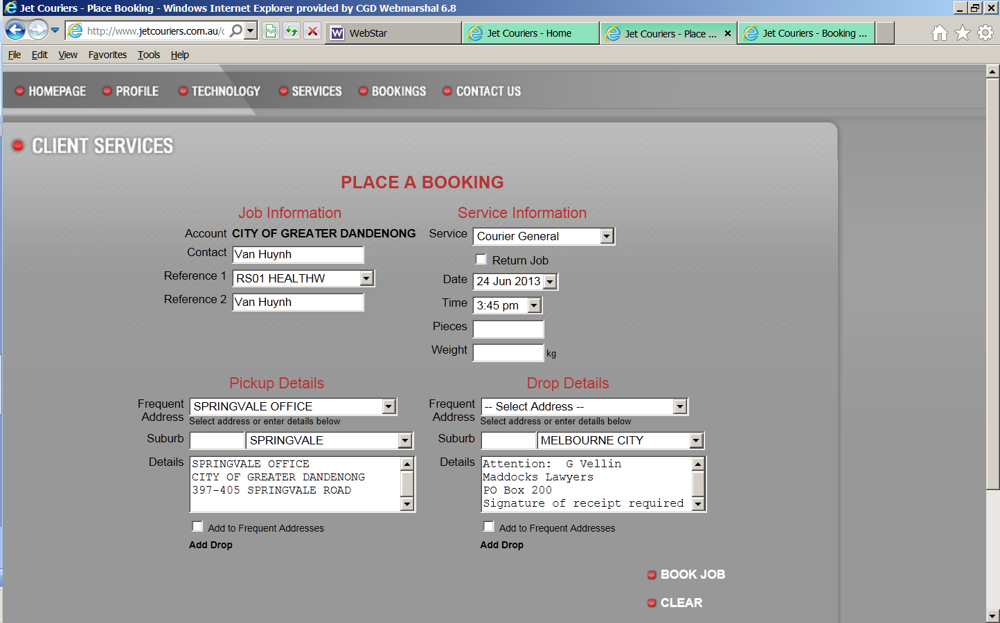 Jet Couriers - Place Booking - Windows Internet Explorer provided by CGD Webmarshal 6.8
http://www.jetcouriers.com.au/c
WebStar
Jet Couriers - Home
Jet Couriers - Place ...
Jet Couriers - Booking ...
File Edit View Favorites Tools Help
HOMEPAGE PROFILE TECHNOLOGY SERVICES BOOKINGS CONTACT US
CLIENT SERVICES
PLACE A BOOKING
Job Information
Account CITY OF GREATER DANDENONG
Contact Van Huynh
Reference 1 RS01 HEALTHW
Reference 2 Van Huynh
Service Information
Service Courier General
Return Job
Date 24 Jun 2013
Time 3:45 pm
Pieces
Weight kg
Pickup Details
Frequent Address SPRINGVALE OFFICE
Select address or enter details below
Suburb SPRINGVALE
Details SPRINGVALE OFFICE
CITY OF GREATER DANDENONG
397-405 SPRINGVALE ROAD
Add to Frequent Addresses
Add Drop
Drop Details
Frequent Address -- Select Address --
Select address or enter details below
Suburb MELBOURNE CITY
Details Attention: G Vellin
Maddocks Lawyers
PO Box 200
Signature of receipt required
Add to Frequent Addresses
Add Drop
BOOK JOB
CLEAR